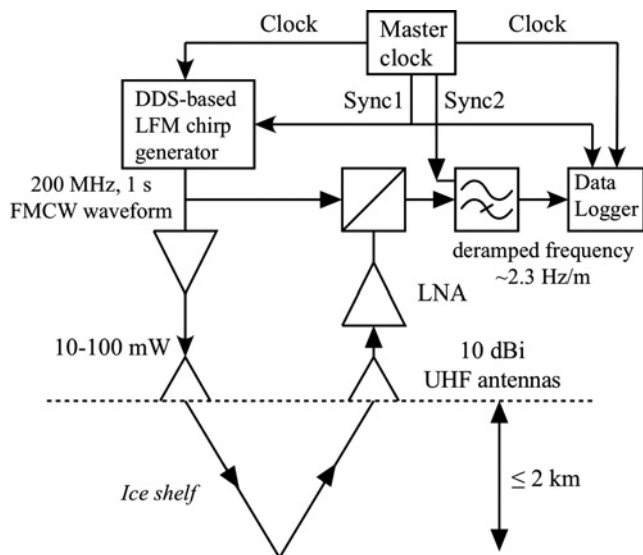 Clock
Master
clock
Clock
DDS-based
LFM chirp
generator
Sync1
Sync2
200 MHz, 1 s
FMCW waveform
Data
Logger
deramped frequency
~2.3 Hz/m
LNA
10-100 mW
10 dBi
UHF antennas
Ice shelf
≤ 2 km